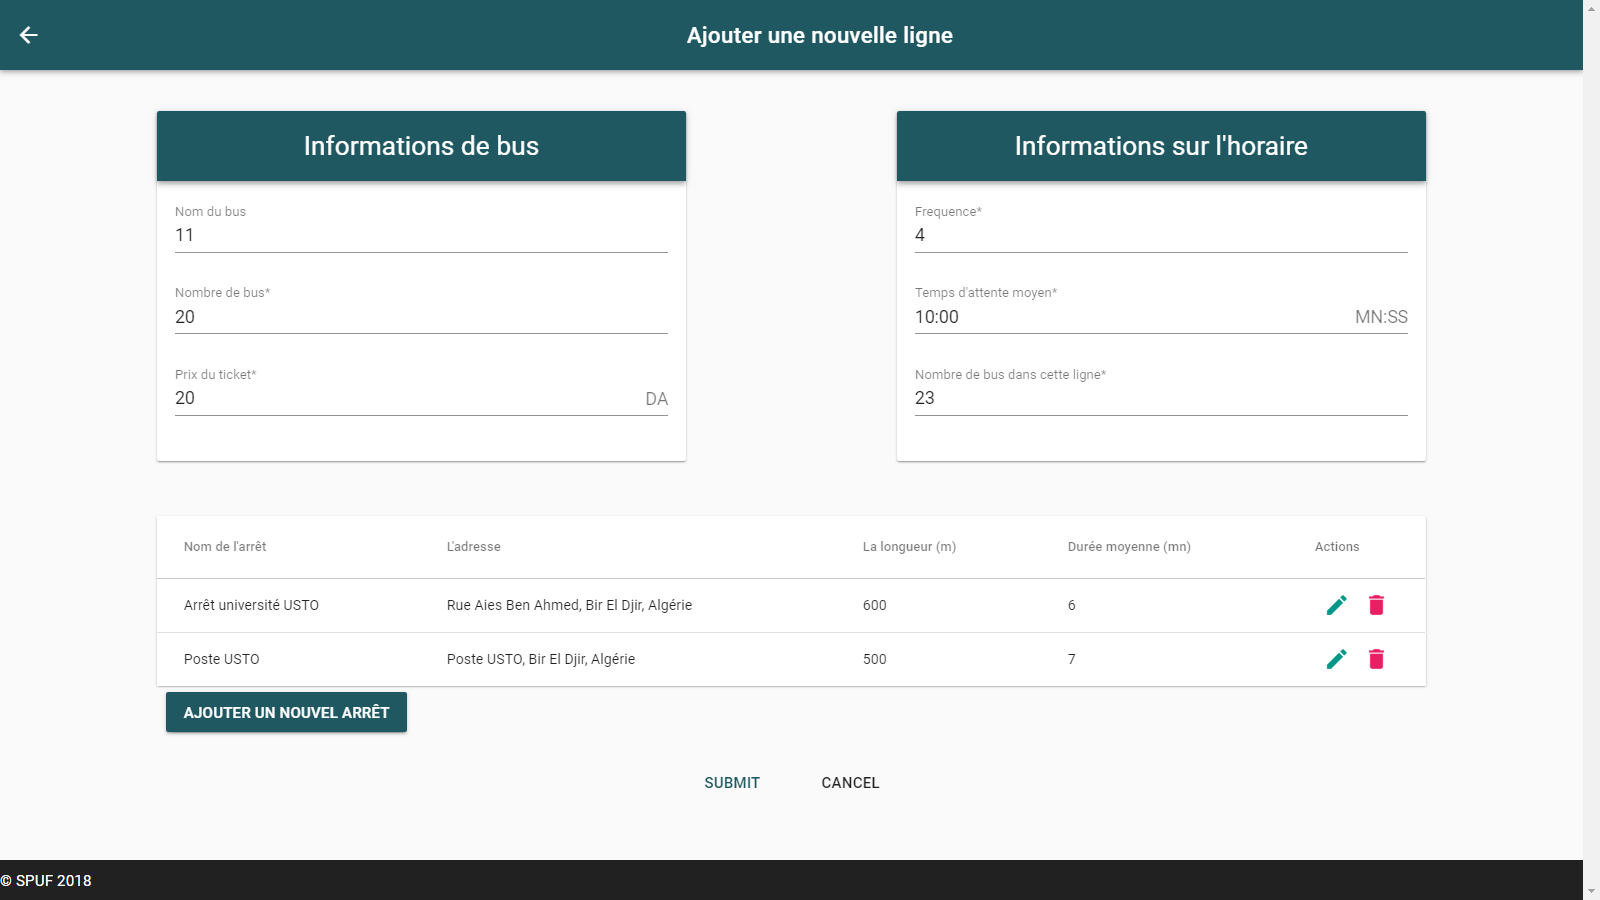 Ajouter une nouvelle ligne
Informations de bus
Nom du bus
11
Nombre de bus*
20
Prix du ticket*
20 DA
Informations sur l'horaire
Frequence*
4
Temps d'attente moyen*
10:00 MN:SS
Nombre de bus dans cette ligne*
23
Nom de l'arrêt L'adresse La longueur (m) Durée moyenne (mn) Actions
Arrêt université USTO Rue Aies Ben Ahmed, Bir El Djir, Algérie 600 6
Poste USTO Poste USTO, Bir El Djir, Algérie 500 7
AJOUTER UN NOUVEL ARRÊT
SUBMIT CANCEL
© SPUF 2018